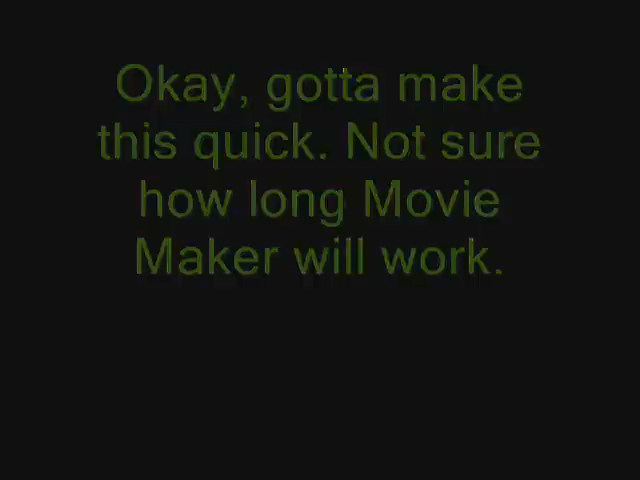 Okay, gotta make
this quick. Not sure
how long Movie
Maker will work.